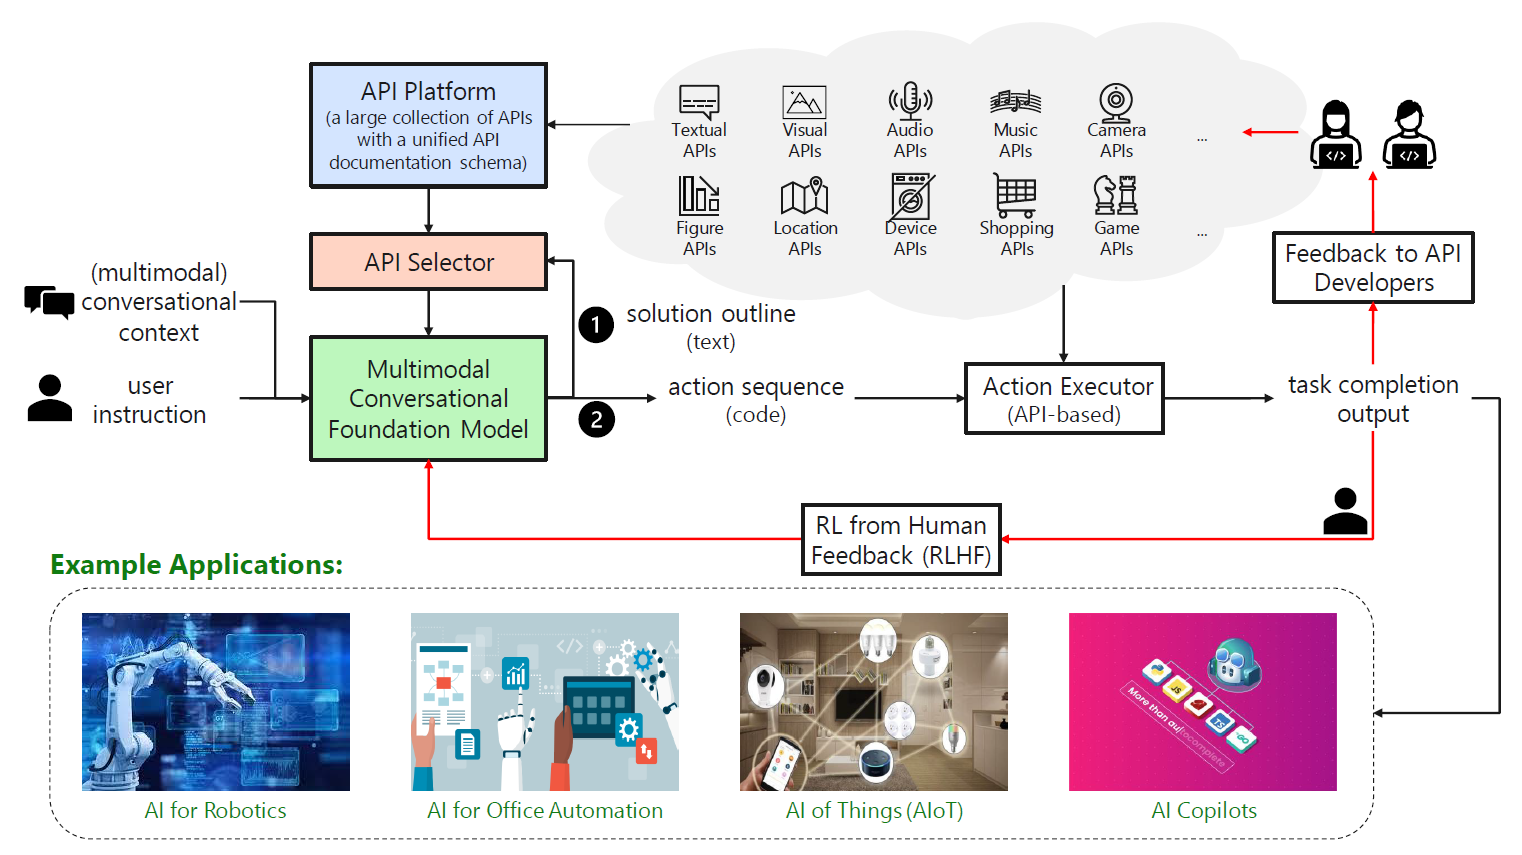 API Platform
(a large collection of APIs
with a unified API
documentation schema)
Textual
APIs
Visual
APIs
Audio
APIs
Music
APIs
Camera
APIs
...
Figure
APIs
Location
APIs
Device
APIs
Shopping
APIs
Game
APIs
...
</>
</>
API Selector
Feedback to API
Developers
(multimodal)
conversational
context
1
solution outline
(text)
Multimodal
Conversational
Foundation Model
user
instruction
2
action sequence
(code)
Action Executor
(API-based)
task completion
output
RL from Human
Feedback (RLHF)
Example Applications:
</>
JS
TS
GO
More than autocomplete
AI for Robotics
AI for Office Automation
AI of Things (AIoT)
AI Copilots